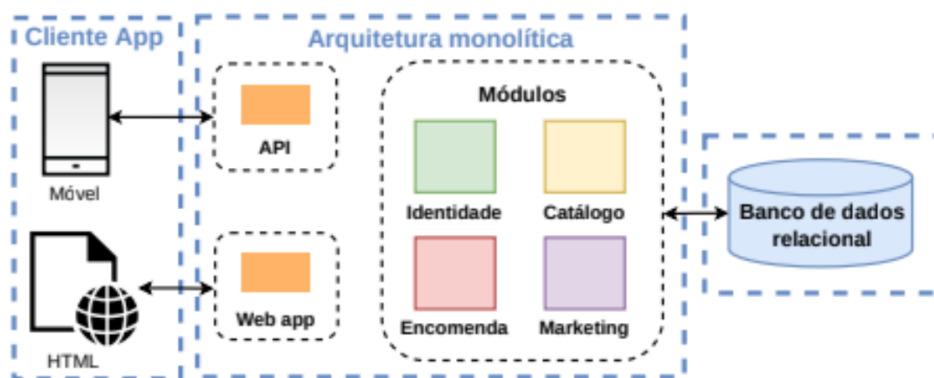 Cliente App
Móvel
HTML
Arquitetura monolítica
API
Web app
Módulos
Identidade
Catálogo
Encomenda
Marketing
Banco de dados
relacional